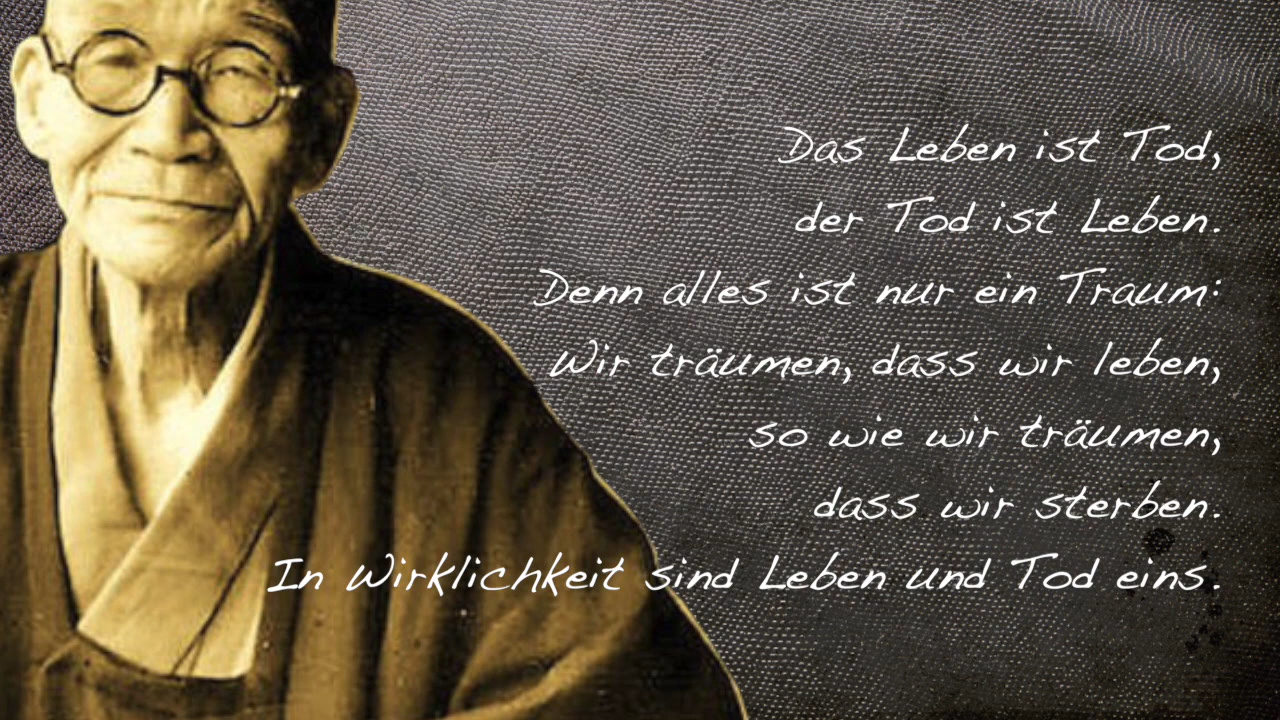 Das Leben ist Tod,
der Tod ist Leben.
Denn alles ist nur ein Traum:
Wir träumen, dass wir leben,
so wie wir träumen,
dass wir sterben.
In Wirklichkeit sind Leben und Tod eins.